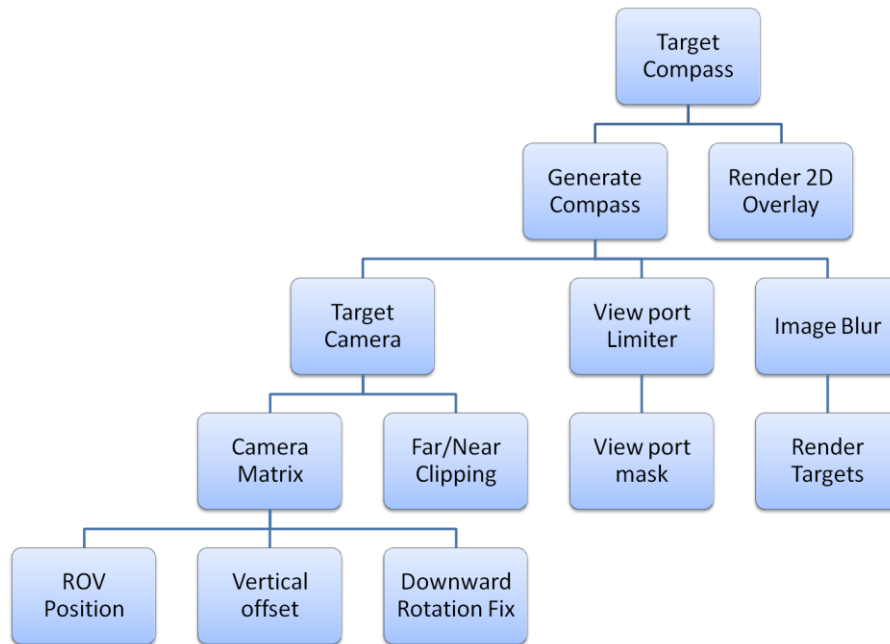 Target
Compass
Generate
Compass
Render 2D
Overlay
Target
Camera
View port
Limiter
Image Blur
Camera
Matrix
Far/Near
Clipping
View port
mask
Render
Targets
ROV
Position
Vertical
offset
Downward
Rotation Fix